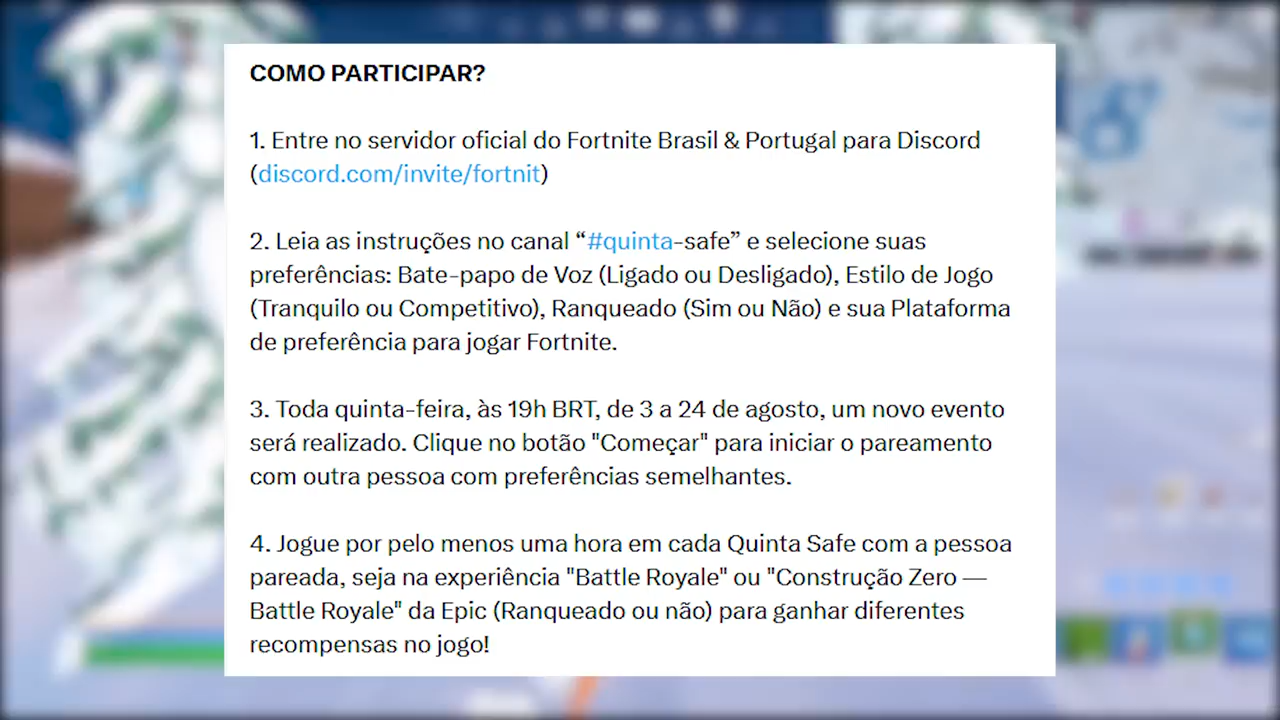 COMO PARTICIPAR?
1. Entre no servidor oficial do Fortnite Brasil & Portugal para Discord
(discord.com/invite/fortnit)
2. Leia as instruções no canal “#quinta-safe” e selecione suas
preferências: Bate-papo de Voz (Ligado ou Desligado), Estilo de Jogo
(Tranquilo ou Competitivo), Ranqueado (Sim ou Não) e sua Plataforma
de preferência para jogar Fortnite.
3. Toda quinta-feira, às 19h BRT, de 3 a 24 de agosto, um novo evento
será realizado. Clique no botão "Começar" para iniciar o pareamento
com outra pessoa com preferências semelhantes.
4. Jogue por pelo menos uma hora em cada Quinta Safe com a pessoa
pareada, seja na experiência "Battle Royale" ou "Construção Zero —
Battle Royale" da Epic (Ranqueado ou não) para ganhar diferentes
recompensas no jogo!